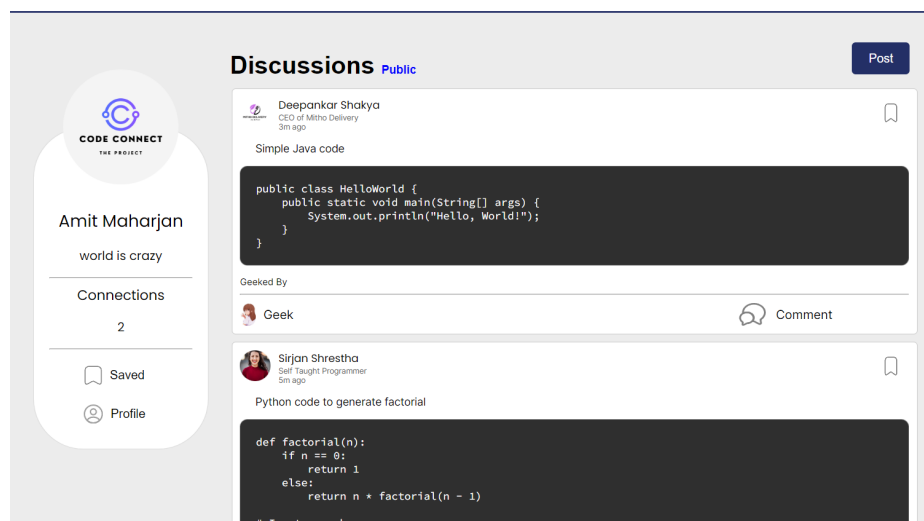 CODE CONNECT
THE PROJECT
Amit Maharjan
world is crazy
Connections
2
Saved
Profile
Discussions Public
Post
Deepankar Shakya
CEO of Mitho Delivery
3m ago
Simple Java code
public class HelloWorld {
    public static void main(String[] args) {
        System.out.println("Hello, World!");
    }
}
Geeked By
Geek
Comment
Sirjan Shrestha
Self Taught Programmer
5m ago
Python code to generate factorial
def factorial(n):
    if n == 0:
        return 1
    else:
        return n * factorial(n - 1)